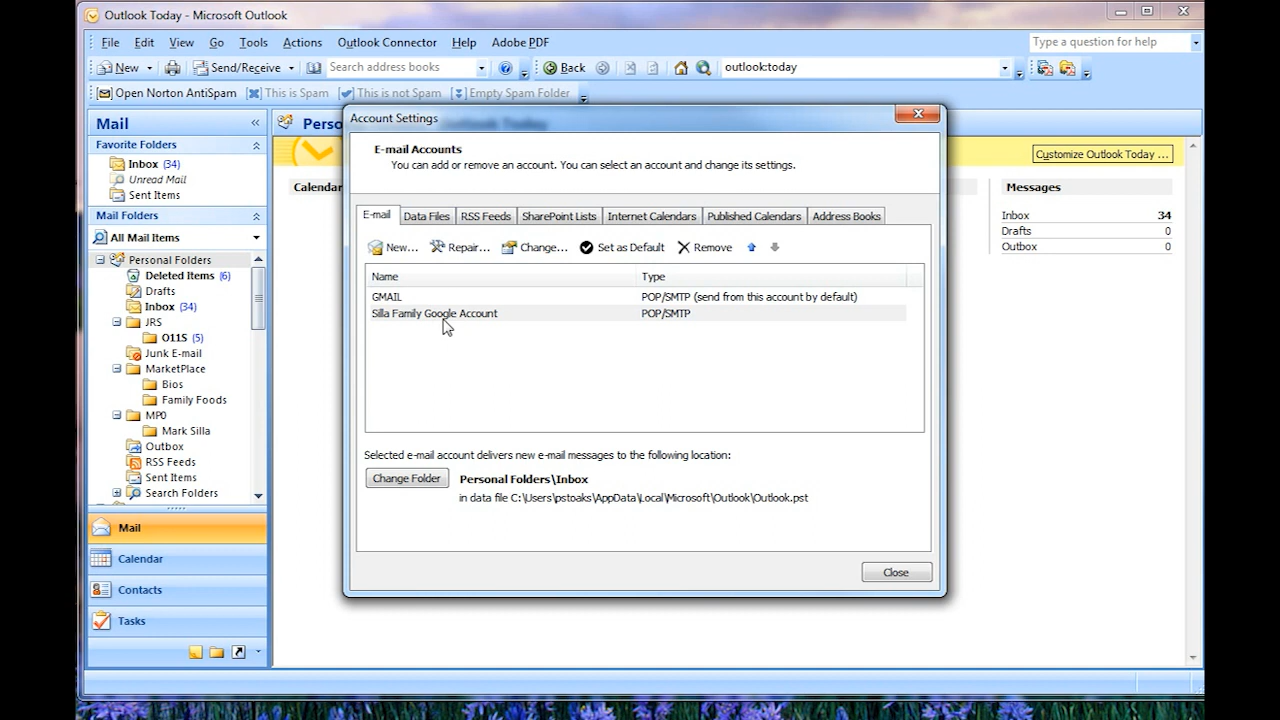 Outlook Today - Microsoft Outlook
File Edit View Go Tools Actions Outlook Connector Help Adobe PDF
Type a question for help
New Send/Receive Search address books Back outlook:today
Open Norton AntiSpam This is Spam This is not Spam Empty Spam Folder
Mail
Favorite Folders
Inbox (34)
Unread Mail
Sent Items
Mail Folders
All Mail Items
Personal Folders
Deleted Items (6)
Drafts
Inbox (34)
JRS
O11S (5)
Junk E-mail
MarketPlace
Bios
Family Foods
MP0
Mark Silla
Outbox
RSS Feeds
Sent Items
Search Folders
Mail
Calendar
Contacts
Tasks
Perso
Outlook Today
Customize Outlook Today ...
Calendar
Messages
Inbox 34
Drafts 0
Outbox 0
Account Settings
E-mail Accounts
You can add or remove an account. You can select an account and change its settings.
E-mail Data Files RSS Feeds SharePoint Lists Internet Calendars Published Calendars Address Books
New... Repair... Change... Set as Default Remove
Name Type
GMAIL POP/SMTP (send from this account by default)
Silla Family Google Account POP/SMTP
Selected e-mail account delivers new e-mail messages to the following location:
Change Folder Personal Folders\Inbox
in data file C:\Users\pstoaks\AppData\Local\Microsoft\Outlook\Outlook.pst
Close